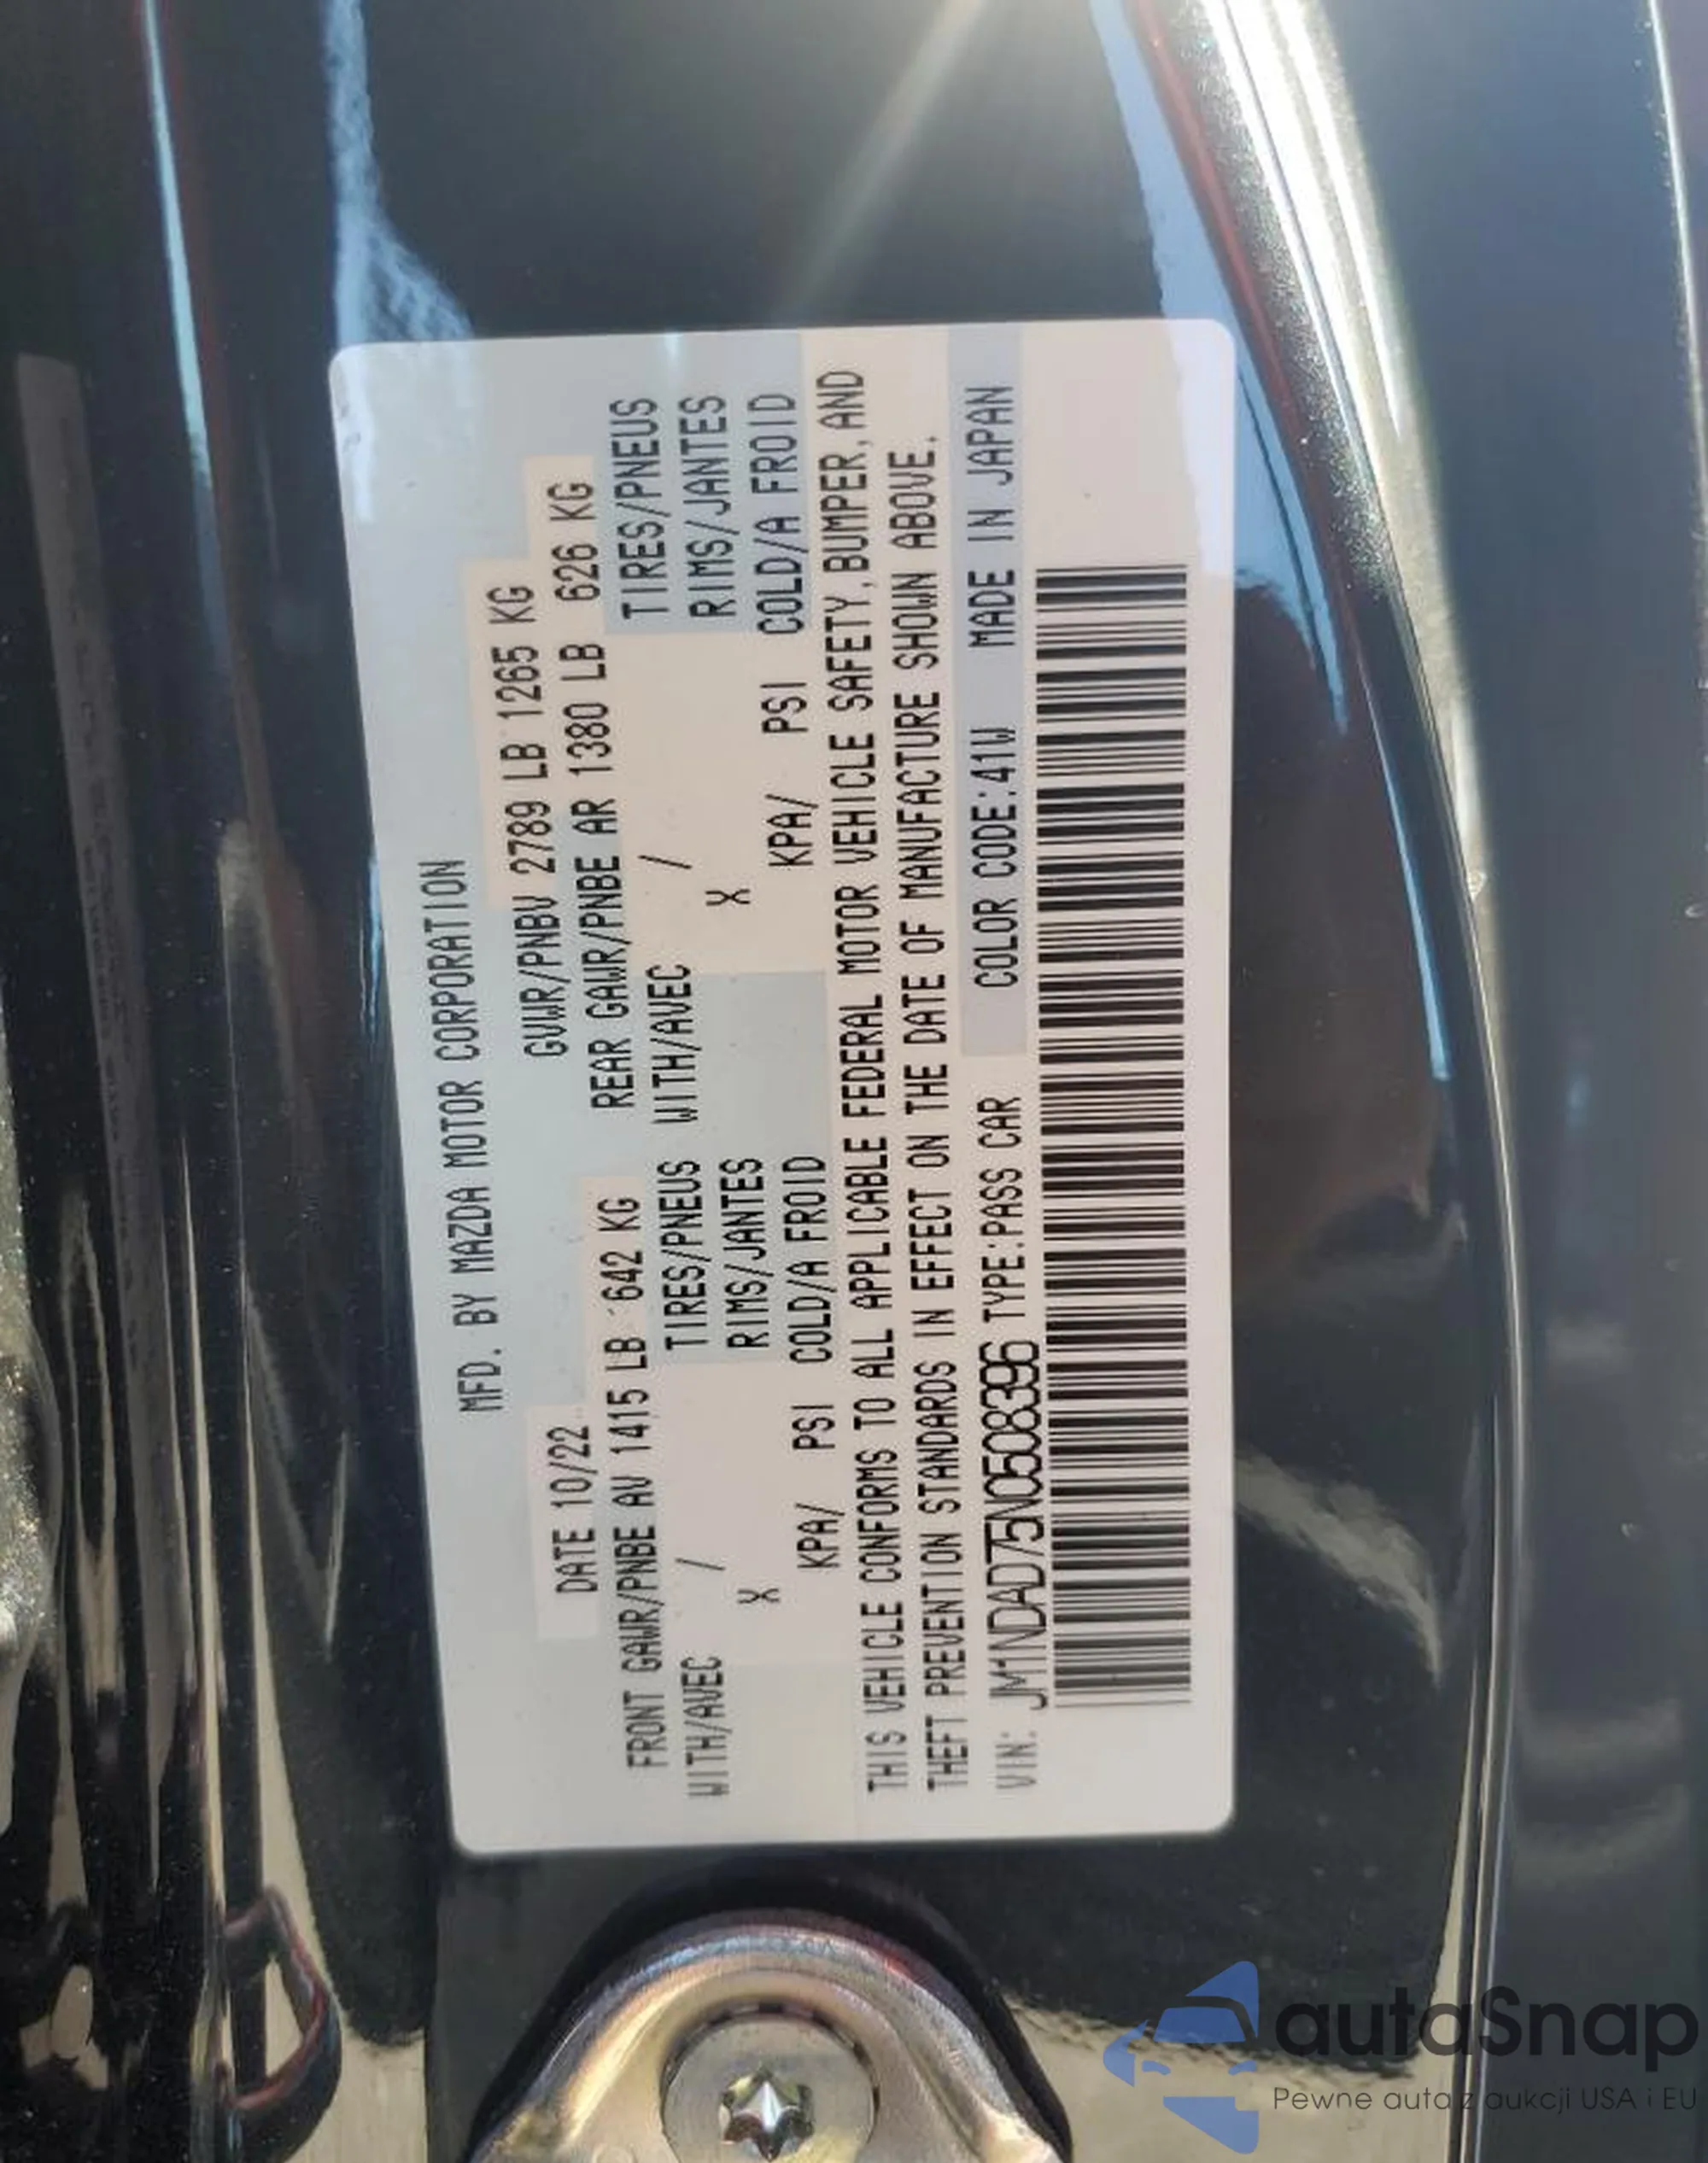 MFD. BY MAZDA MOTOR CORPORATION
DATE 10/22 GVWR/PNBV 2789 LB 1265 KG
FRONT GAWR/PNBE AV 1415 LB 642 KG REAR GAWR/PNBE AR 1380 LB 626 KG
WITH/AVEC / TIRES/PNEUS WITH/AVEC / TIRES/PNEUS
X RIMS/JANTES X RIMS/JANTES
KPA/ PSI COLD/A FROID KPA/ PSI COLD/A FROID
THIS VEHICLE CONFORMS TO ALL APPLICABLE FEDERAL MOTOR VEHICLE SAFETY,BUMPER,AND
THEFT PREVENTION STANDARDS IN EFFECT ON THE DATE OF MANUFACTURE SHOWN ABOVE.
VIN: JM1NDAD75N0508396 TYPE:PASS CAR COLOR CODE:41W MADE IN JAPAN
autaSnap
Pewne auta z aukcji USA i EU